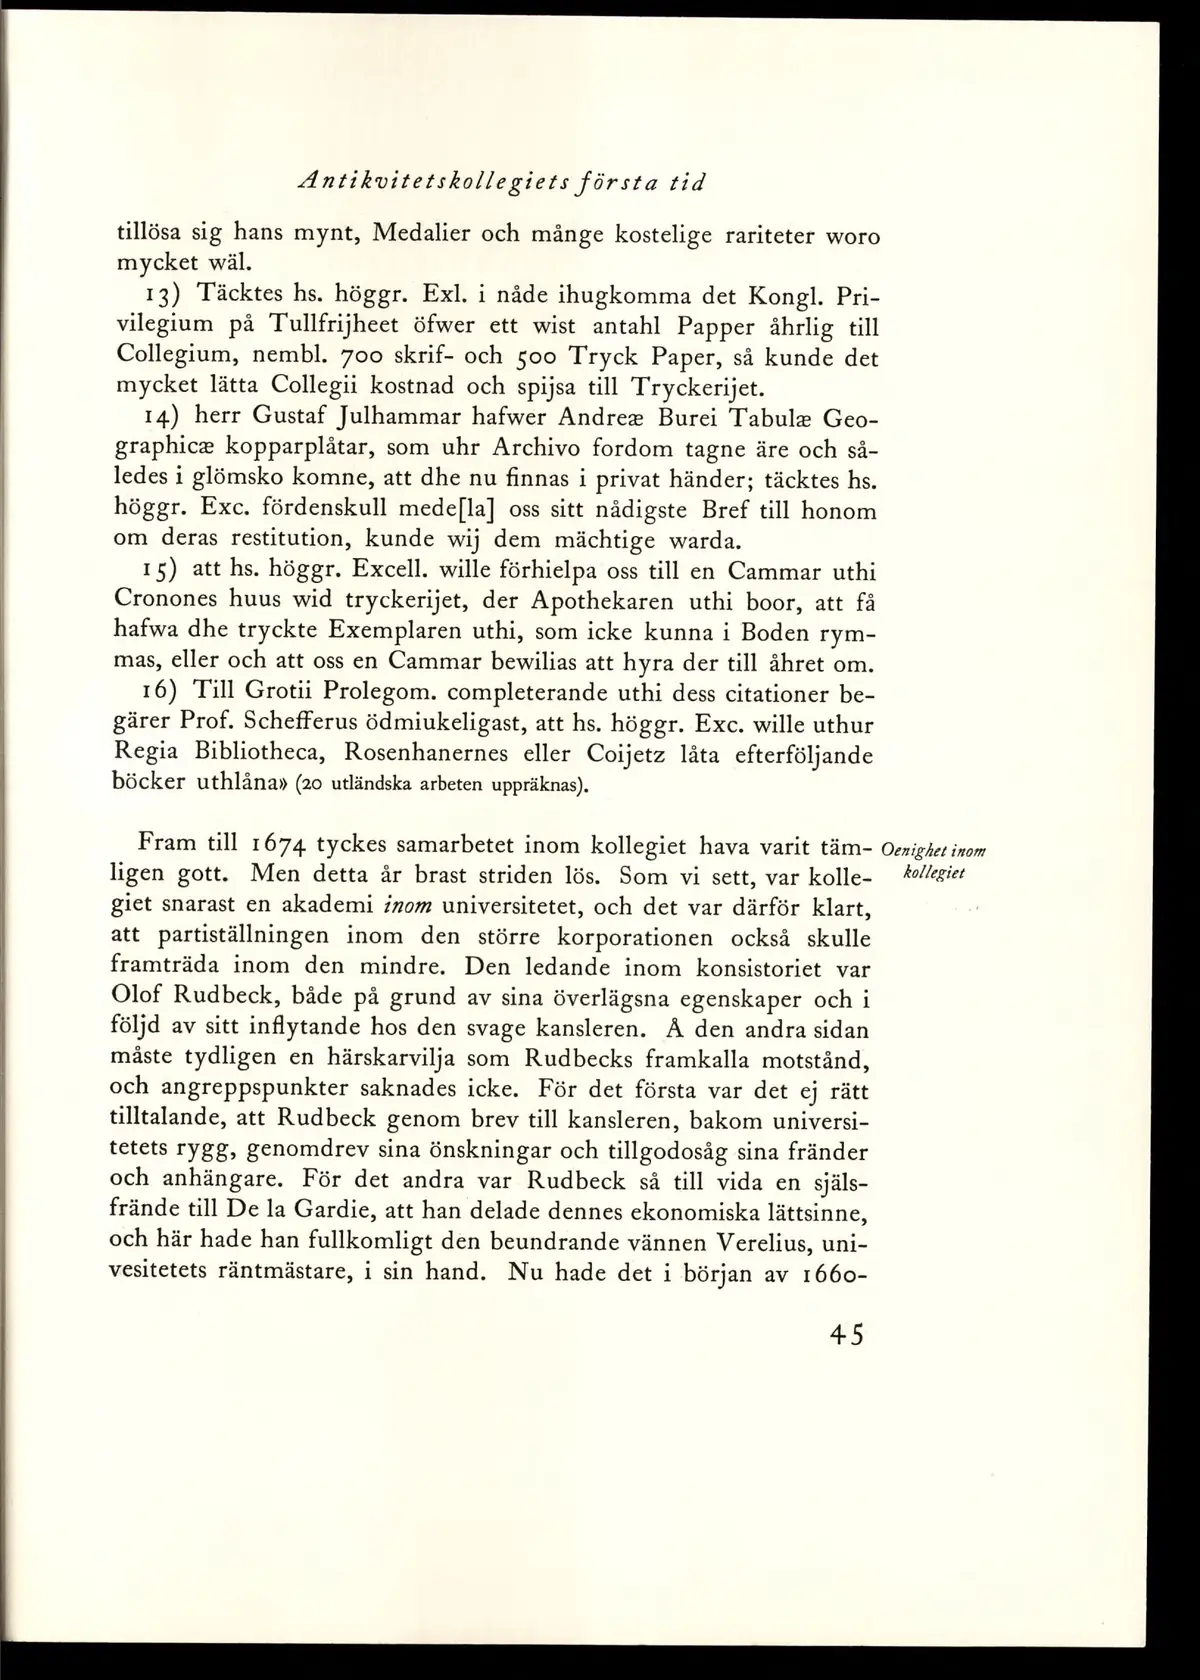 Antikvitetskollegiets första tid
tillösa sig hans mynt, Medalier och månge kostelige rariteter woro
mycket wäl.
13) Täcktes hs. höggr. Exl. i nåde ihugkomma det Kongl. Pri-
vilegium på Tullfrijheet öfwer ett wist antahl Papper åhrlig till
Collegium, nembl. 700 skrif- och 500 Tryck Paper, så kunde det
mycket lätta Collegii kostnad och spijsa till Tryckerijet.
14) herr Gustaf Julhammar hafwer Andreæ Burei Tabulæ Geo-
graphicæ kopparplåtar, som uhr Archivo fordom tagne äre och så-
ledes i glömsko komne, att dhe nu finnas i privat händer; täcktes hs.
höggr. Exc. fördenskull mede[la] oss sitt nådigste Bref till honom
om deras restitution, kunde wij dem mächtige warda.
15) att hs. höggr. Excell. wille förhielpa oss till en Cammar uthi
Cronones huus wid tryckerijet, der Apothekaren uthi boor, att få
hafwa dhe tryckte Exemplaren uthi, som icke kunna i Boden rym-
mas, eller och att oss en Cammar bewilias att hyra der till åhret om.
16) Till Grotii Prolegom. completerande uthi dess citationer be-
gärer Prof. Schefferus ödmiukeligast, att hs. höggr. Exc. wille uthur
Regia Bibliotheca, Rosenhanernes eller Coijetz låta efterföljande
böcker uthlåna» (20 utländska arbeten uppräknas).
Fram till 1674 tyckes samarbetet inom kollegiet hava varit täm-
ligen gott. Men detta år brast striden lös. Som vi sett, var kolle-
giet snarast en akademi inom universitetet, och det var därför klart,
att partiställningen inom den större korporationen också skulle
framträda inom den mindre. Den ledande inom konsistoriet var
Olof Rudbeck, både på grund av sina överlägsna egenskaper och i
följd av sitt inflytande hos den svage kansleren. Å den andra sidan
måste tydligen en härskarvilja som Rudbecks framkalla motstånd,
och angreppspunkter saknades icke. För det första var det ej rätt
tilltalande, att Rudbeck genom brev till kansleren, bakom universi-
tetets rygg, genomdrev sina önskningar och tillgodosåg sina fränder
och anhängare. För det andra var Rudbeck så till vida en själs-
frände till De la Gardie, att han delade dennes ekonomiska lättsinne,
och här hade han fullkomligt den beundrande vännen Verelius, uni-
vesitetets räntmästare, i sin hand. Nu hade det i början av 1660-
Oenighet inom
kollegiet
45